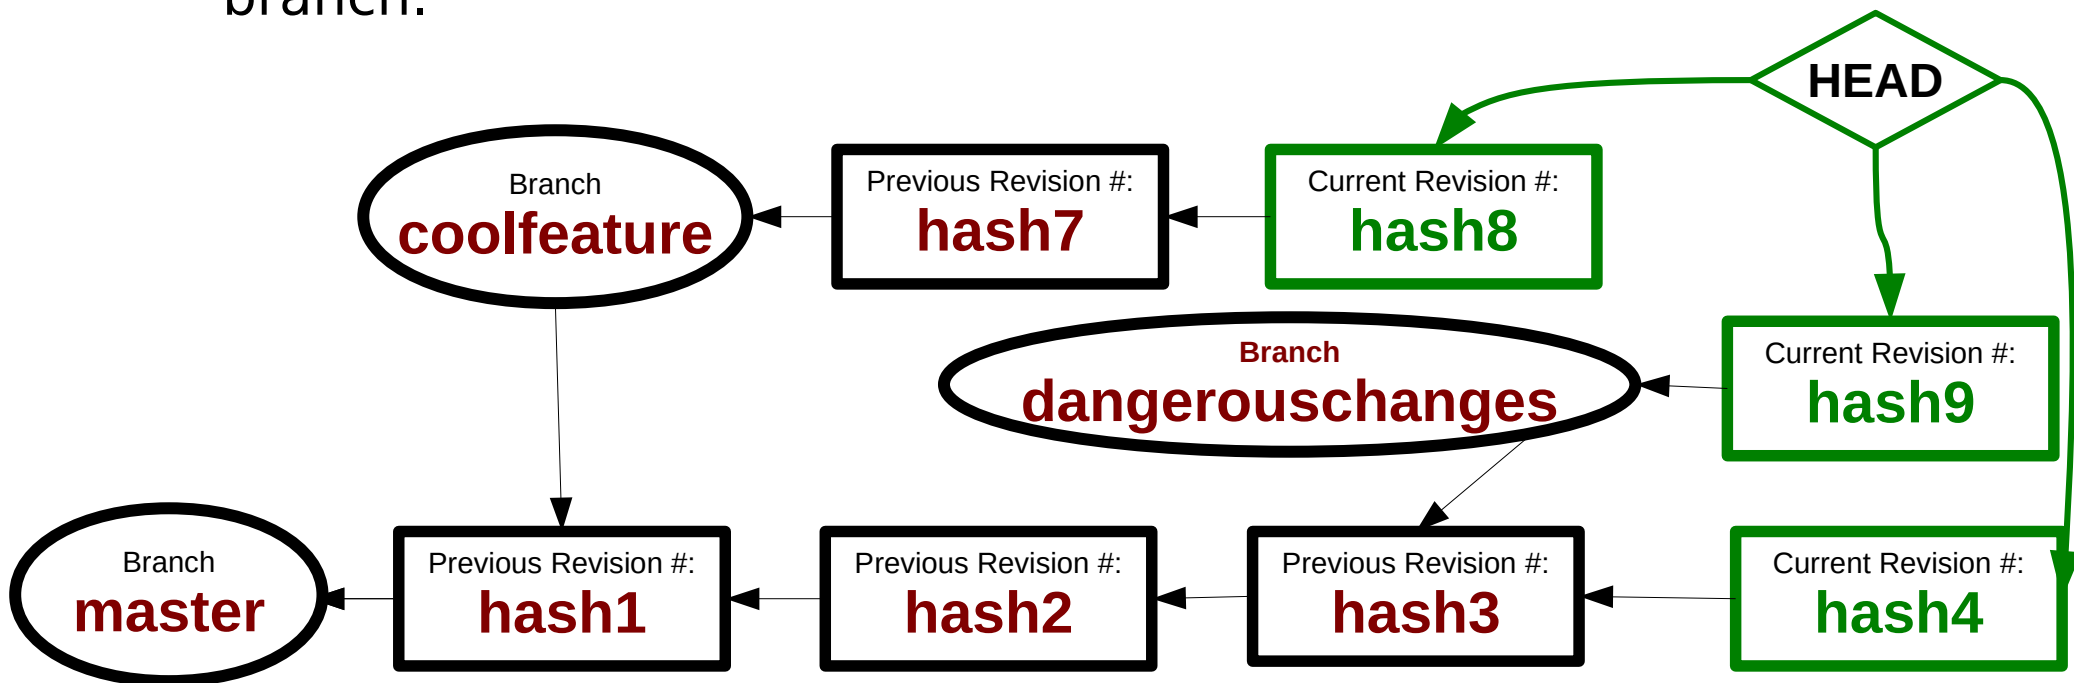 branch.
HEAD
Branch
coolfeature
Previous Revision #:
hash7
Current Revision #:
hash8
Branch
dangerouschanges
Current Revision #:
hash9
Branch
master
Previous Revision #:
hash1
Previous Revision #:
hash2
Previous Revision #:
hash3
Current Revision #:
hash4